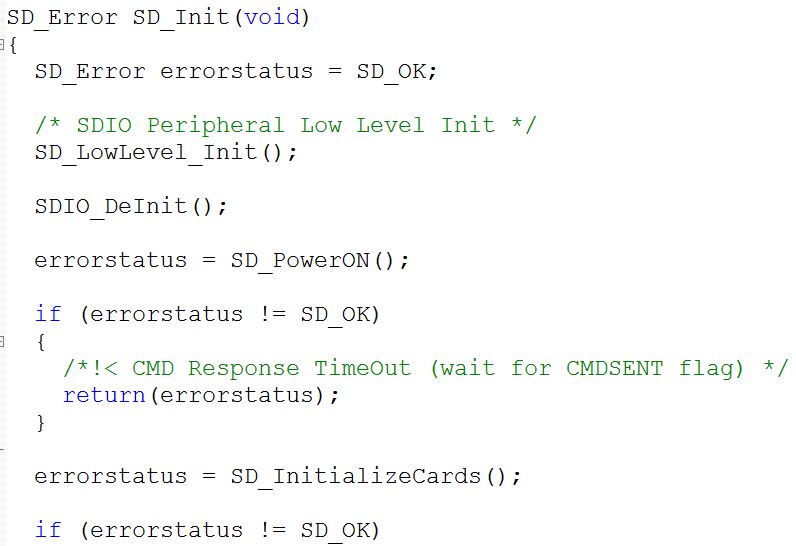 SD_Error SD_Init(void)
{
  SD_Error errorstatus = SD_OK;
  /* SDIO Peripheral Low Level Init */
  SD_LowLevel_Init();
  SDIO_DeInit();
  errorstatus = SD_PowerON();
  if (errorstatus != SD_OK)
  {
    /*!< CMD Response TimeOut (wait for CMDSENT flag) */
    return(errorstatus);
  }
  errorstatus = SD_InitializeCards();
  if (errorstatus != SD_OK)